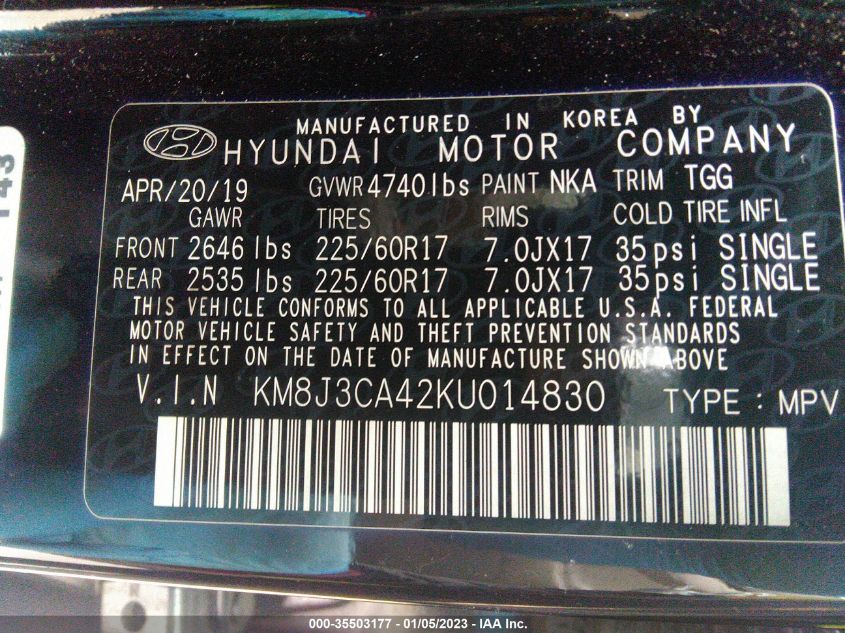 143
MANUFACTURED IN KOREA BY
HYUNDAI MOTOR COMPANY
APR/20/19 GVWR 4740lbs PAINT NKA TRIM TGG
GAWR TIRES RIMS COLD TIRE INFL
FRONT 2646 lbs 225/60R17 7.0JX17 35psi SINGLE
REAR 2535 lbs 225/60R17 7.0JX17 35psi SINGLE
THIS VEHICLE CONFORMS TO ALL APPLICABLE U.S.A. FEDERAL
MOTOR VEHICLE SAFETY AND THEFT PREVENTION STANDARDS
IN EFFECT ON THE DATE OF MANUFACTURE SHOWN ABOVE
V.I.N KM8J3CA42KU014830 TYPE : MPV
000-35503177 - 01/05/2023 - IAA Inc.